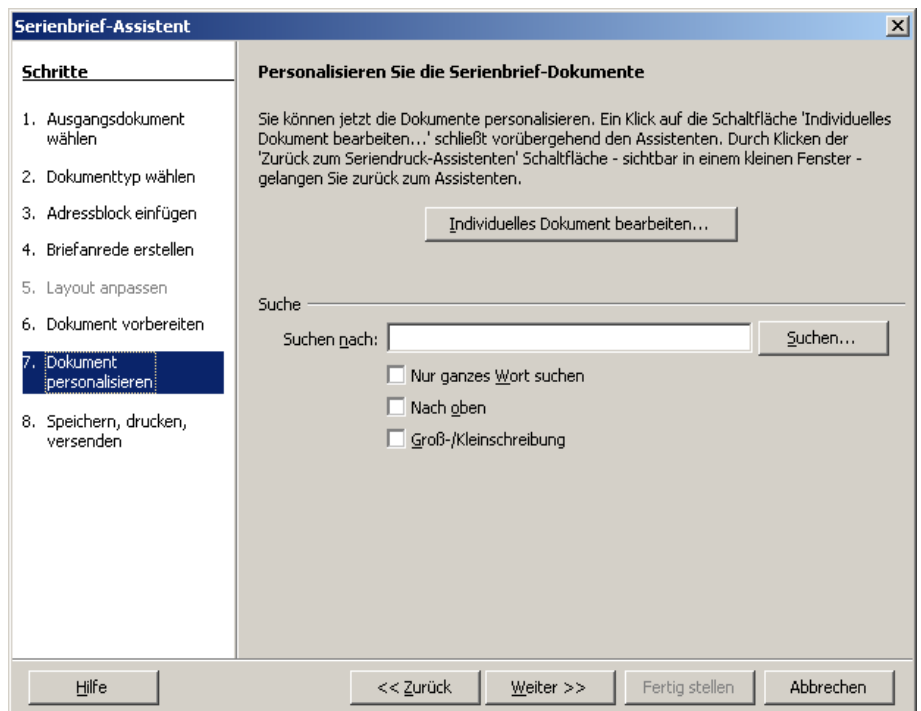 Serienbrief-Assistent
Schritte
1. Ausgangsdokument
wählen
2. Dokumenttyp wählen
3. Adressblock einfügen
4. Briefanrede erstellen
5. Layout anpassen
6. Dokument vorbereiten
7. Dokument
personalisieren
8. Speichern, drucken,
versenden
Personalisieren Sie die Serienbrief-Dokumente
Sie können jetzt die Dokumente personalisieren. Ein Klick auf die Schaltfläche 'Individuelles
Dokument bearbeiten...' schließt vorübergehend den Assistenten. Durch Klicken der
'Zurück zum Seriendruck-Assistenten' Schaltfläche - sichtbar in einem kleinen Fenster -
gelangen Sie zurück zum Assistenten.
Individuelles Dokument bearbeiten...
Suche
Suchen nach:
Suchen...
Nur ganzes Wort suchen
Nach oben
Groß-/Kleinschreibung
Hilfe
<< Zurück
Weiter >>
Fertig stellen
Abbrechen